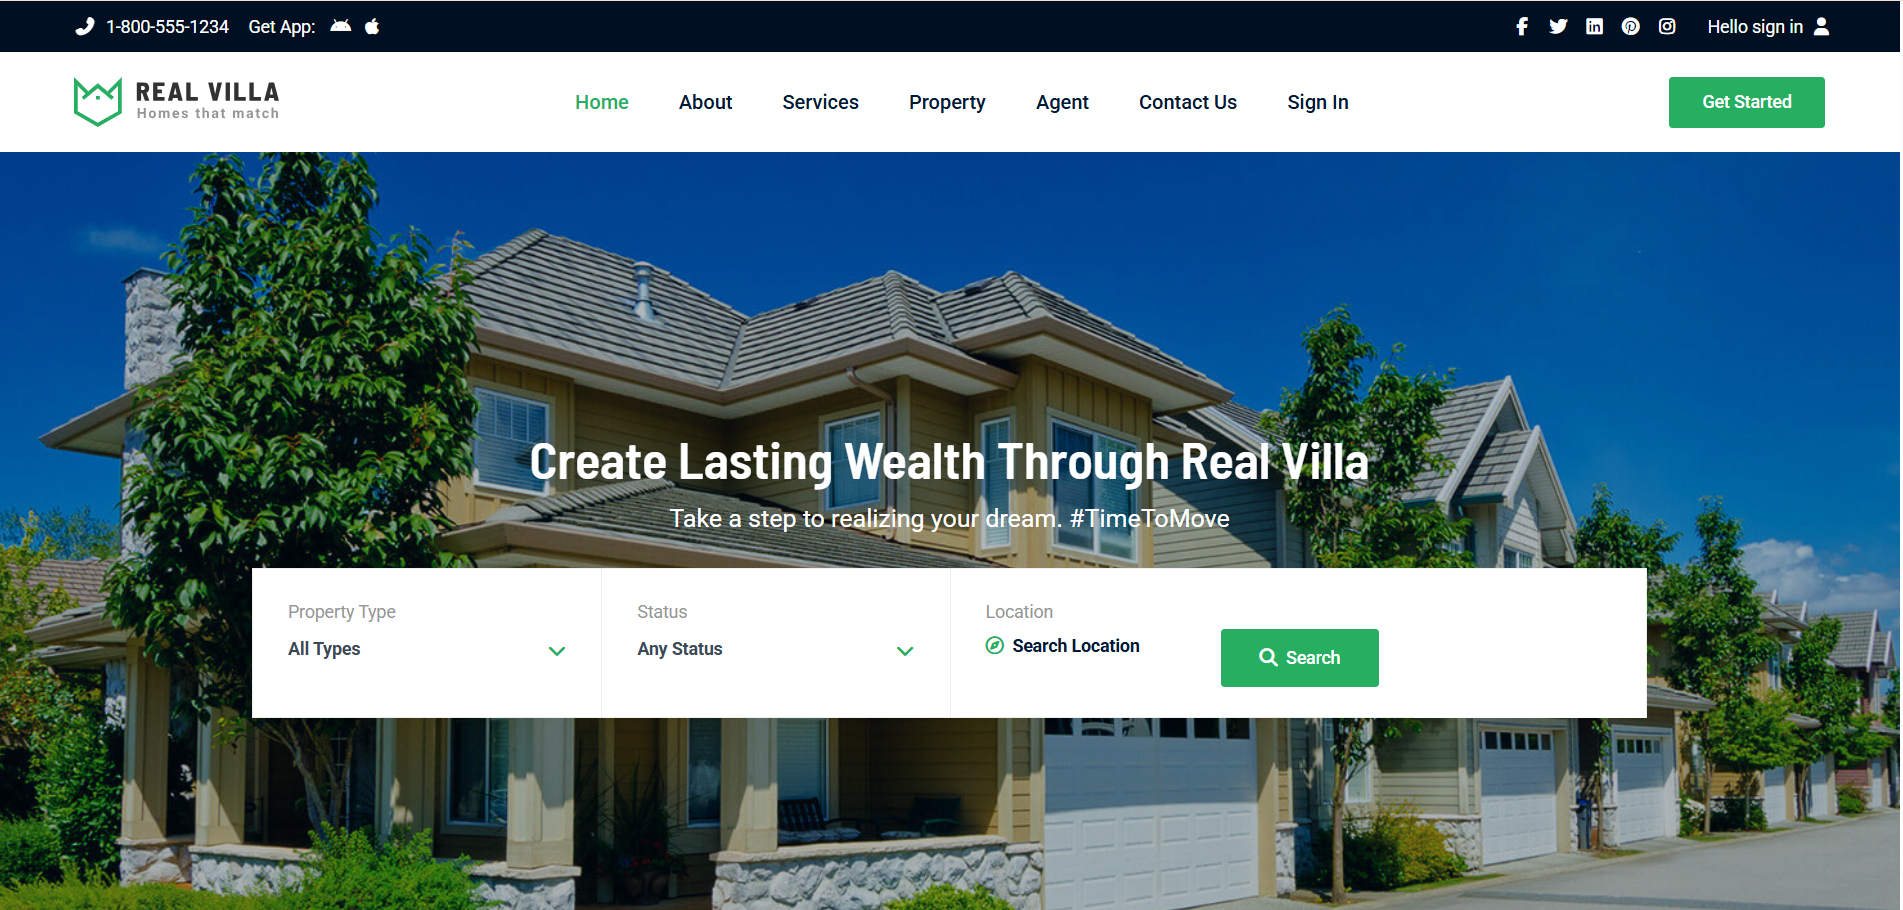 1-800-555-1234 Get App: Hello sign in
REAL VILLA
Homes that match
Home About Services Property Agent Contact Us Sign In
Get Started
Create Lasting Wealth Through Real Villa
Take a step to realizing your dream. #TimeToMove
Property Type Status Location
All Types Any Status Search Location
Search